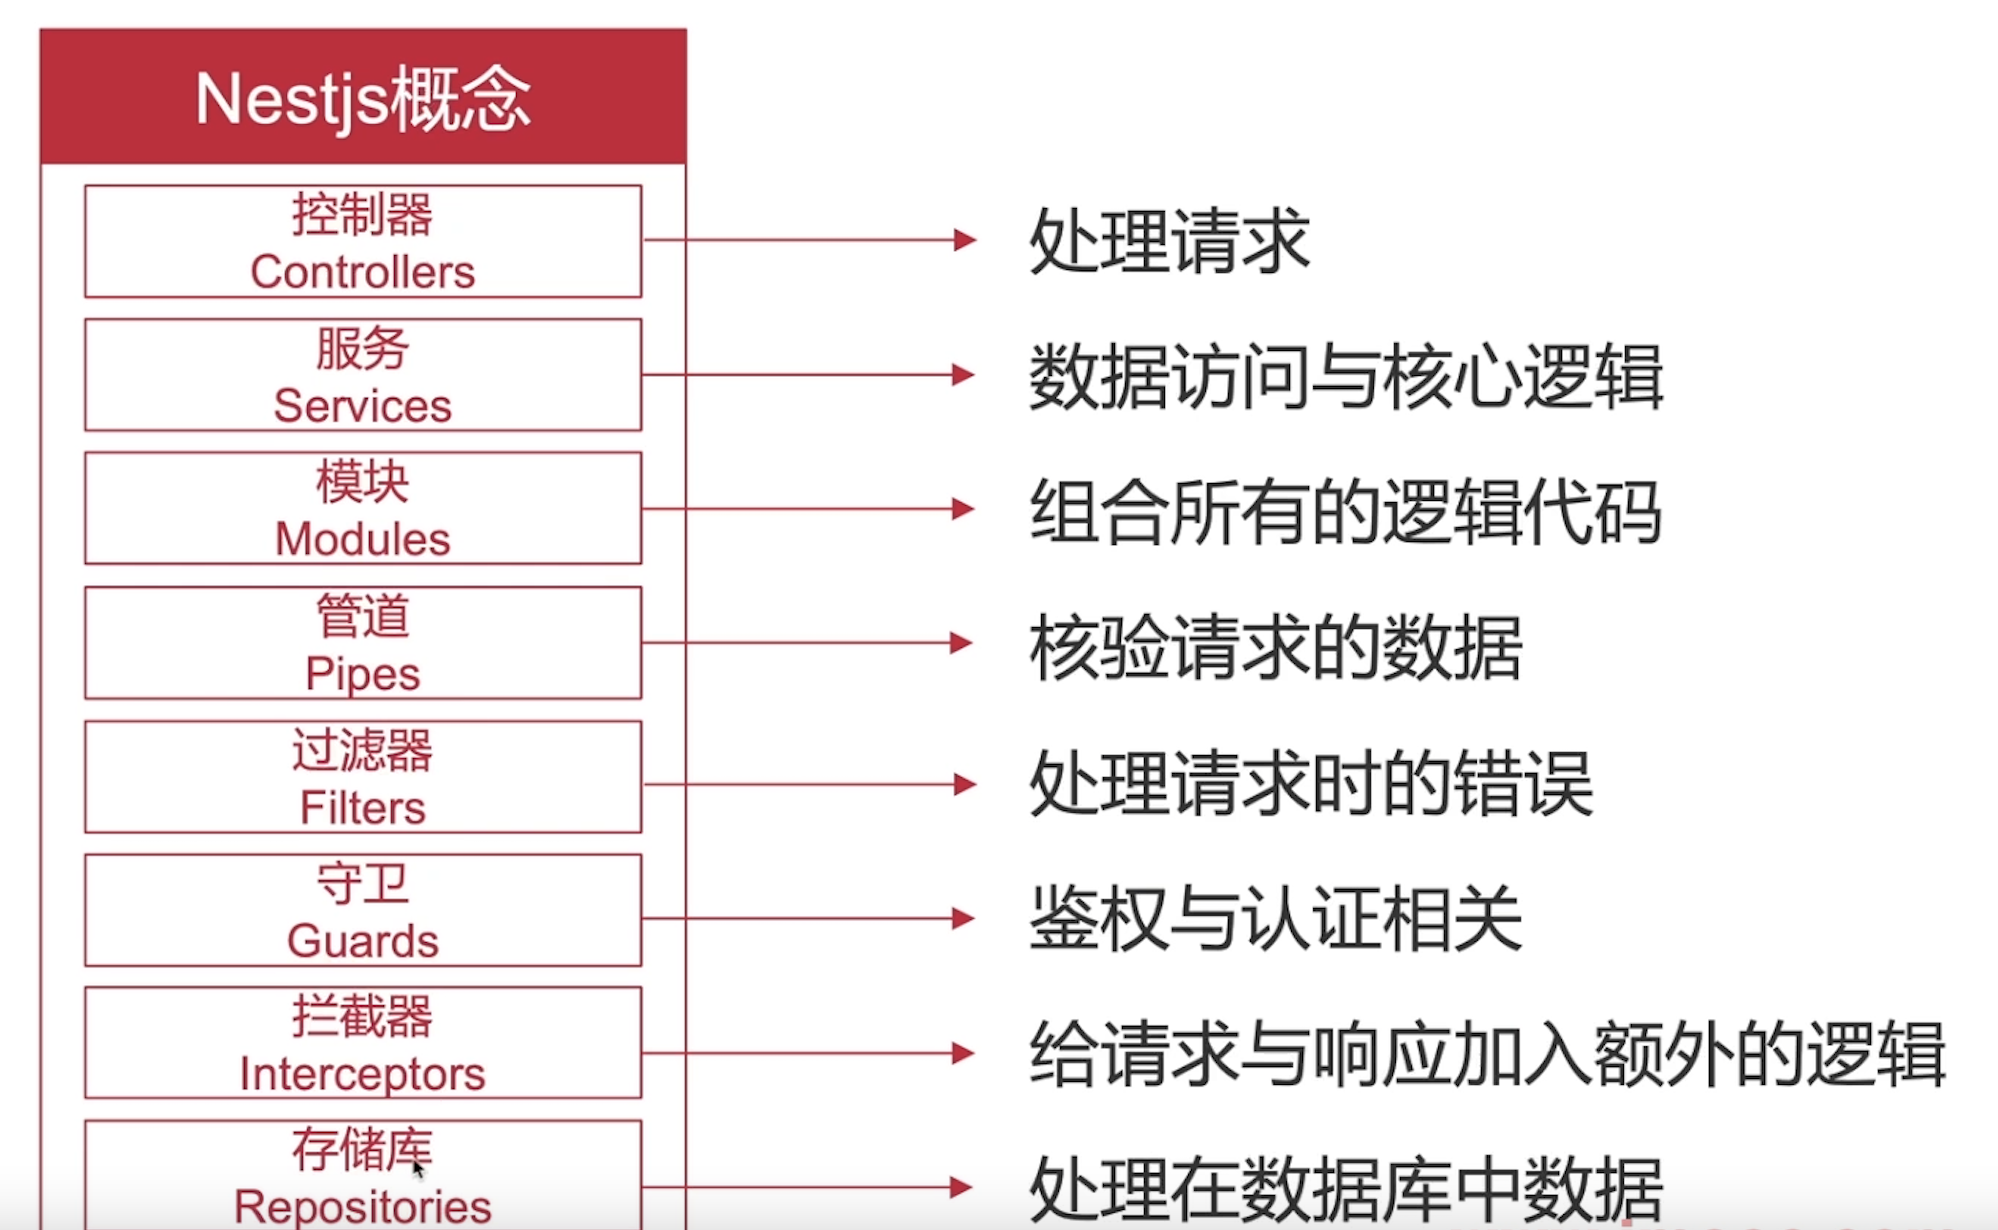 Nestjs概念
控制器
Controllers
处理请求
服务
Services
数据访问与核心逻辑
模块
Modules
组合所有的逻辑代码
管道
Pipes
核验请求的数据
过滤器
Filters
处理请求时的错误
守卫
Guards
鉴权与认证相关
拦截器
Interceptors
给请求与响应加入额外的逻辑
存储库
Repositories
处理在数据库中数据